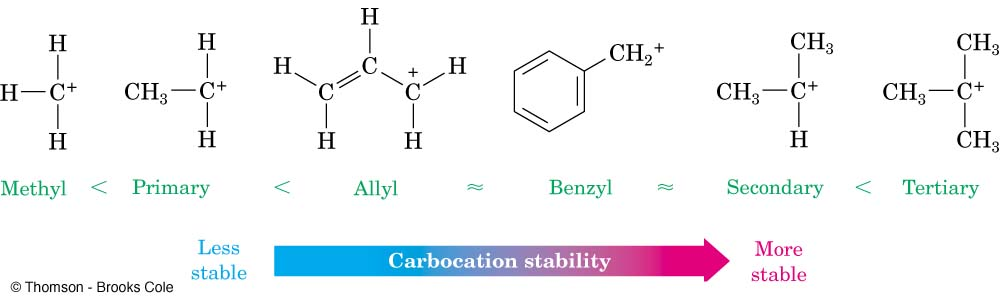 H
H—C+
H
H
CH3—C+
H
H
H
C
C
+
C
H
H
H
CH2+
CH3
CH3—C+
H
CH3
CH3—C+
CH3
Methyl < Primary < Allyl ≈ Benzyl ≈ Secondary < Tertiary
Less
stable
Carbocation stability
More
stable
© Thomson - Brooks Cole